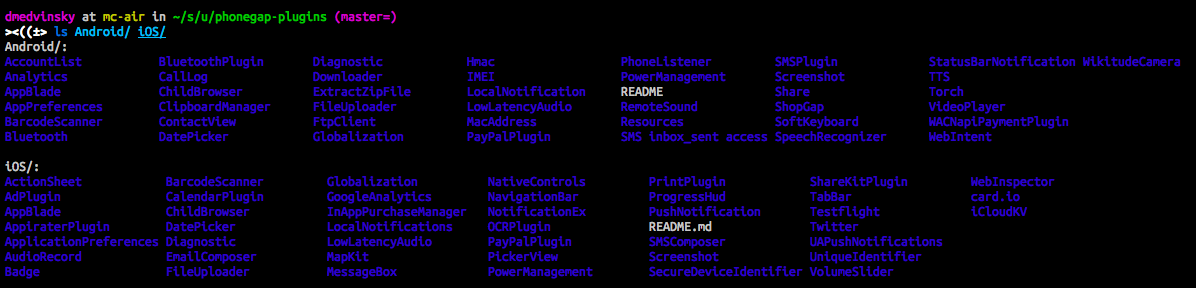 dmedvinsky at mc-air in ~/s/u/phonegap-plugins (master=)
><((±> ls Android/ iOS/
Android/:
AccountList BluetoothPlugin Diagnostic Hmac PhoneListener SMSPlugin StatusBarNotification WikitudeCamera
Analytics CallLog Downloader IMEI PowerManagement Screenshot TTS
AppBlade ChildBrowser ExtractZipFile LocalNotification README Share Torch
AppPreferences ClipboardManager FileUploader LowLatencyAudio RemoteSound ShopGap VideoPlayer
BarcodeScanner ContactView FtpClient MacAddress Resources SoftKeyboard WACNapiPaymentPlugin
Bluetooth DatePicker Globalization PayPalPlugin SMS inbox_sent access SpeechRecognizer WebIntent
iOS/:
ActionSheet BarcodeScanner Globalization NativeControls PrintPlugin ShareKitPlugin WebInspector
AdPlugin CalendarPlugin GoogleAnalytics NavigationBar ProgressHud TabBar card.io
AppBlade ChildBrowser InAppPurchaseManager NotificationEx PushNotification Testflight iCloudKV
AppiraterPlugin DatePicker LocalNotifications OCRPlugin README.md Twitter
ApplicationPreferences Diagnostic LowLatencyAudio PayPalPlugin SMSComposer UAPushNotifications
AudioRecord EmailComposer MapKit PickerView Screenshot UniqueIdentifier
Badge FileUploader MessageBox PowerManagement SecureDeviceIdentifier VolumeSlider